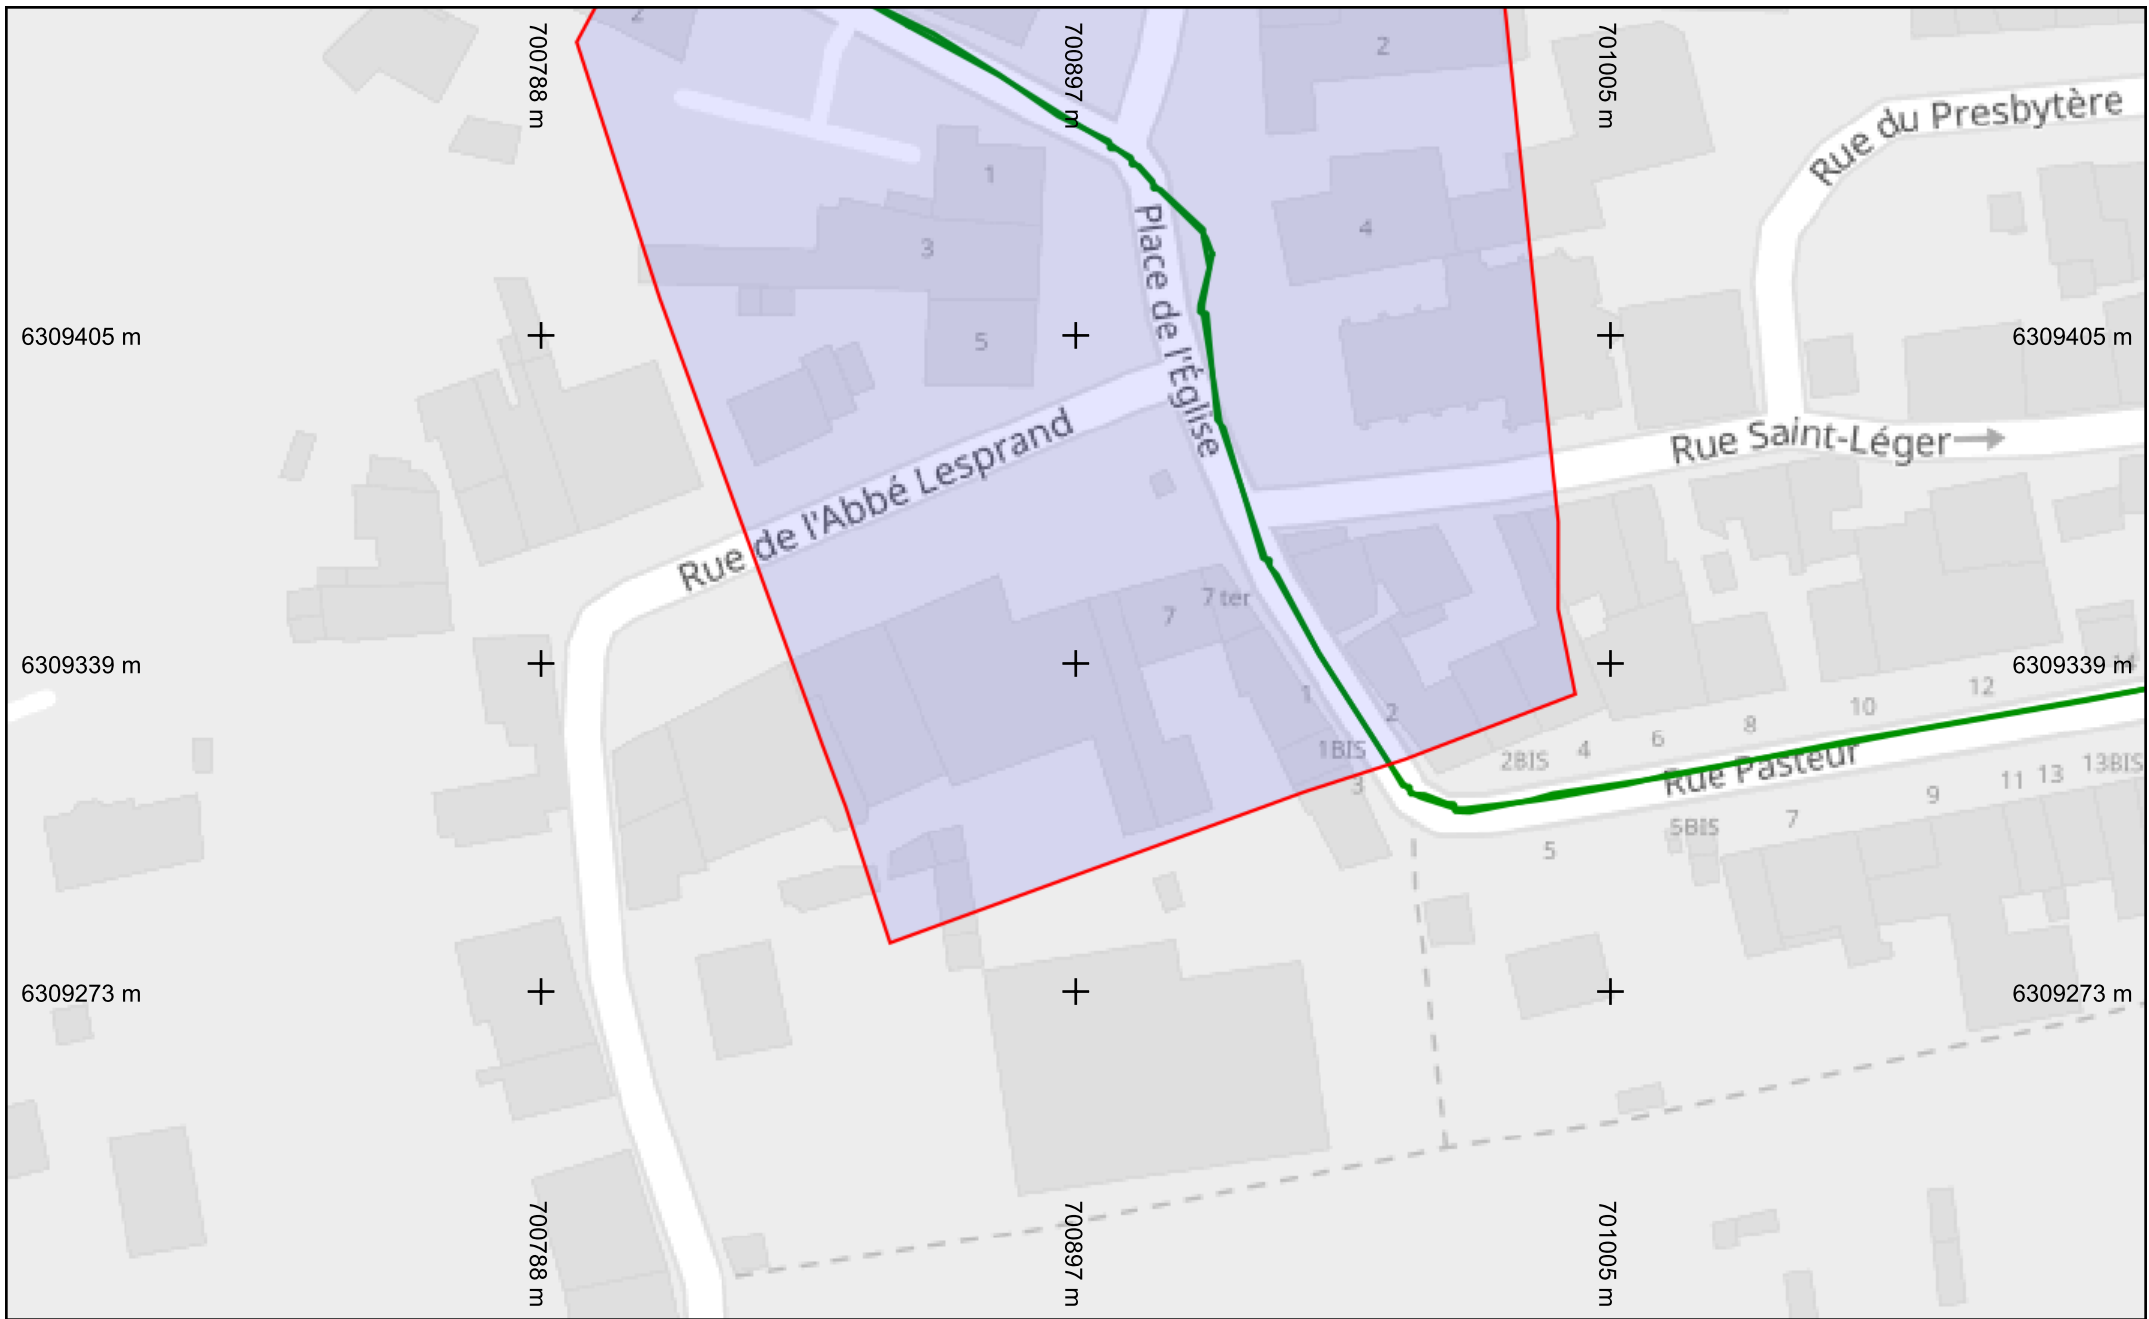 2
700788 m
700897 m
2
701005 m
Rue du Presbytère
1
4
3
Place de l'Église
6309405 m
6309405 m
5
Rue Saint-Léger
Rue de l'Abbé Lesprand
7 ter
7
6309339 m
6309339 m
14
12
1
2
10
8
6
4
1BIS
2BIS
Rue Pasteur
13BIS
13
11
3
9
7
5BIS
5
6309273 m
6309273 m
700788 m
700897 m
701005 m